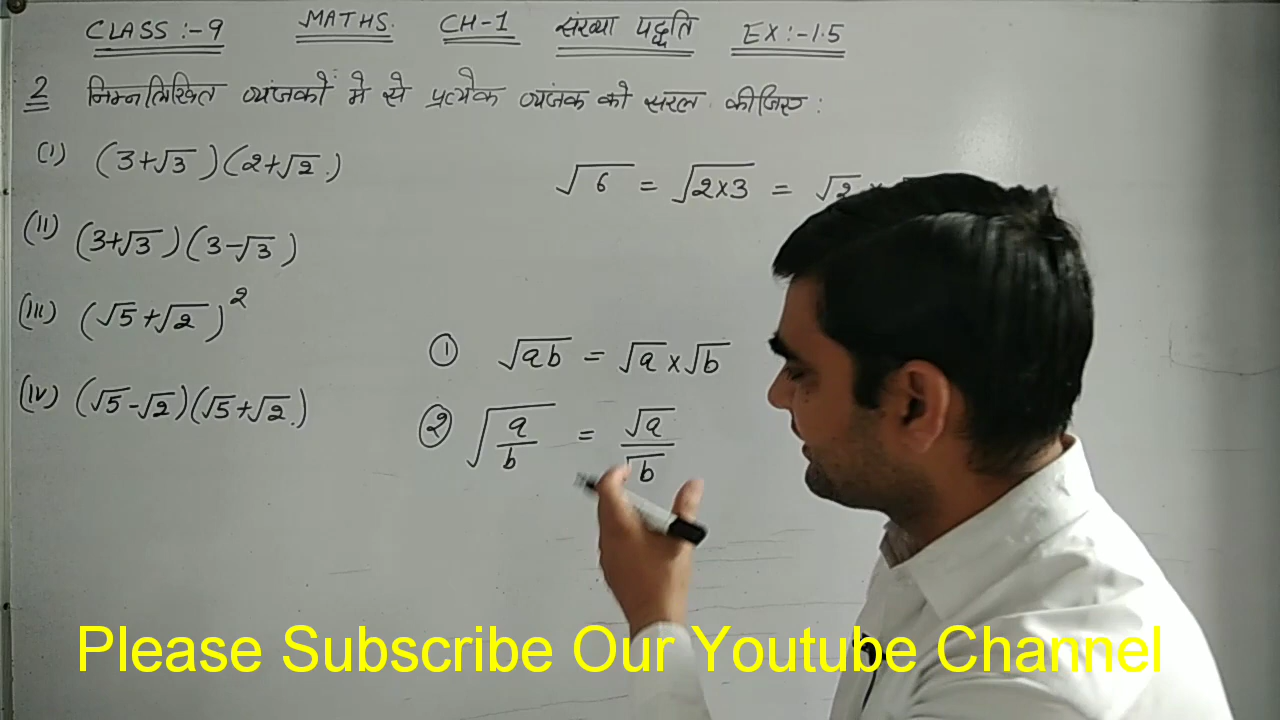 CLASS :- 9 MATHS. CH-1 संख्या पद्धति EX:-1.5
2 निम्नलिखित व्यंजकों में से प्रत्येक व्यंजक को सरल कीजिए:
(I) (3+√3)(2+√2)
(II) (3+√3)(3-√3)
(III) (√5+√2)²
(IV) (√5-√2)(√5+√2)
√6 = √2×3 = √2 ×
① √ab = √a × √b
② √a/b = √a/√b
Please Subscribe Our Youtube Channel